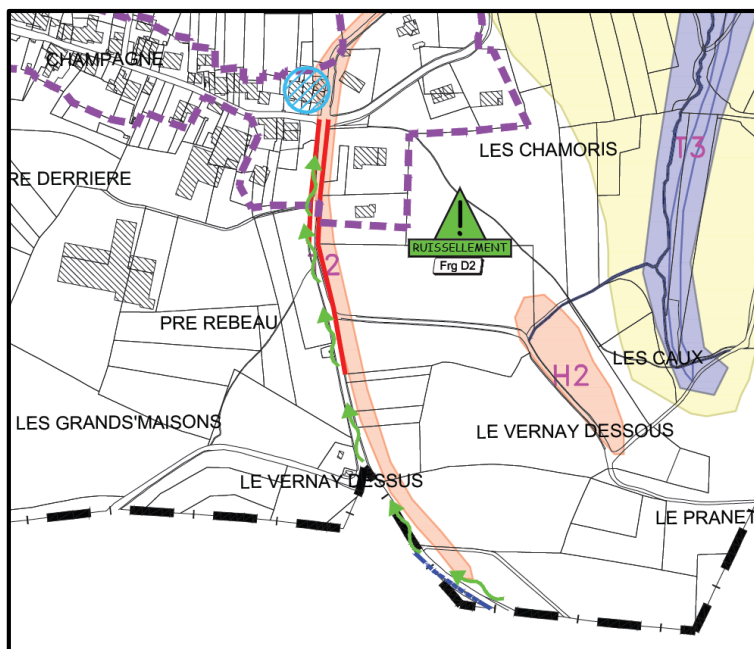 CHAMPAGNE
LES CHAMORIS
T3
RE DERRIERE
RUISSELLEMENT
Frg D2
2
PRE REBEAU
LES CAUX
H2
LES GRANDS'MAISONS
LE VERNAY DESSOUS
LE VERNAY DESSUS
LE PRANET